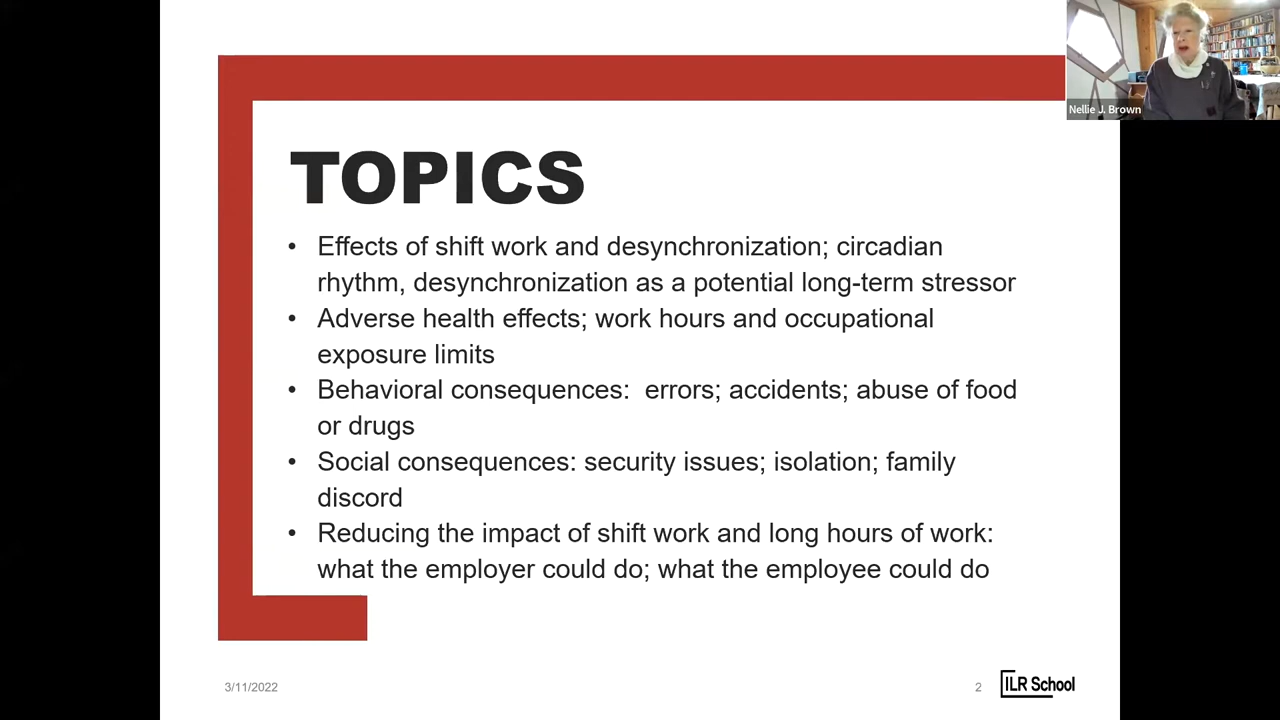 Nellie J. Brown
TOPICS
• Effects of shift work and desynchronization; circadian
rhythm, desynchronization as a potential long-term stressor
• Adverse health effects; work hours and occupational
exposure limits
• Behavioral consequences:  errors; accidents; abuse of food
or drugs
• Social consequences: security issues; isolation; family
discord
• Reducing the impact of shift work and long hours of work:
what the employer could do; what the employee could do
3/11/2022
2
ILR School